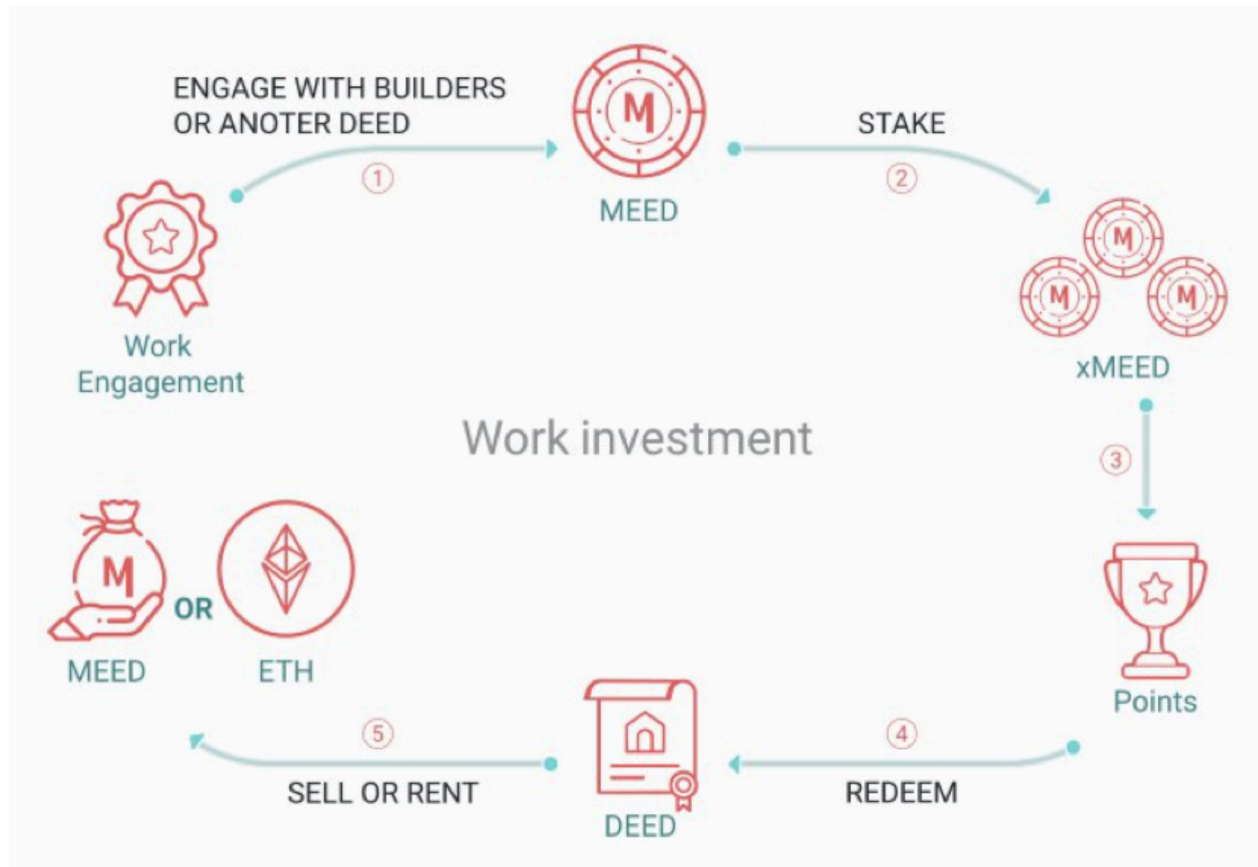 ENGAGE WITH BUILDERS
OR ANOTER DEED
1
M
MEED
STAKE
2
M
M
M
xMEED
Work
Engagement
Work investment
3
M
OR
MEED
ETH
Points
5
SELL OR RENT
DEED
4
REDEEM